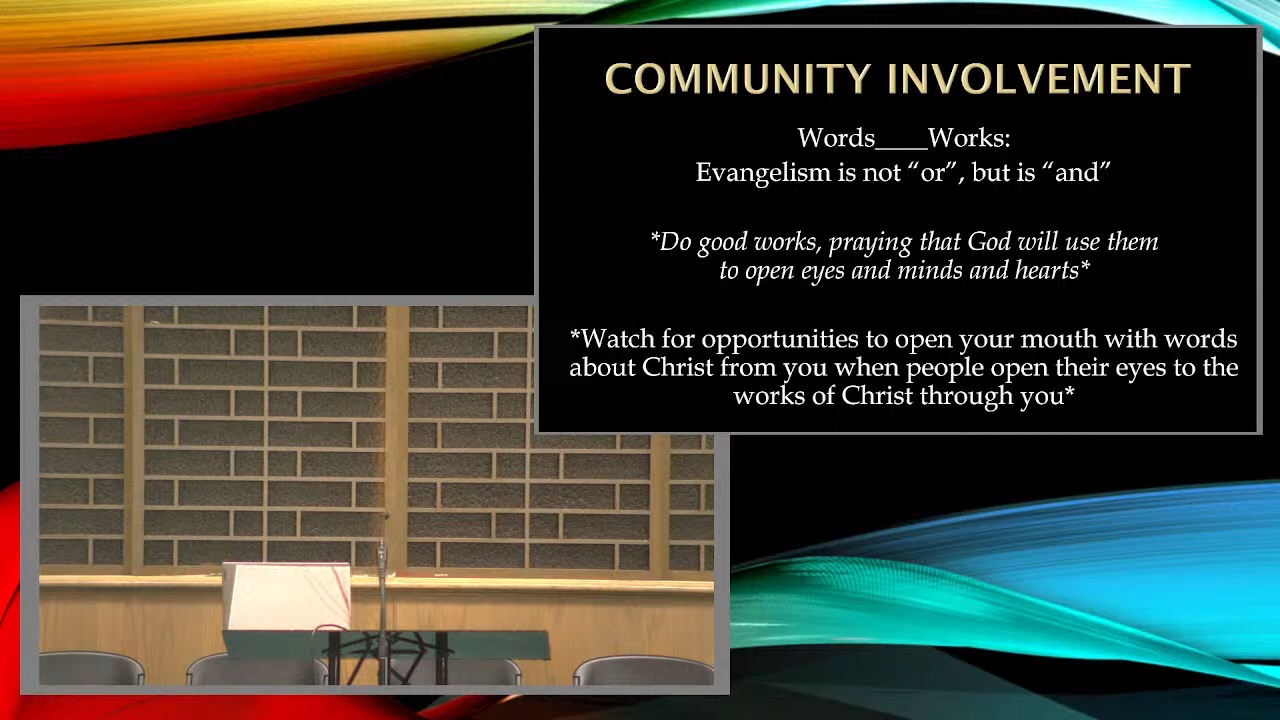 COMMUNITY INVOLVEMENT
Words____Works:
Evangelism is not “or”, but is “and”
*Do good works, praying that God will use them
to open eyes and minds and hearts*
*Watch for opportunities to open your mouth with words
about Christ from you when people open their eyes to the
works of Christ through you*